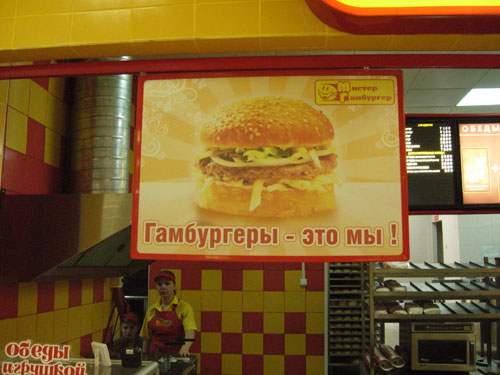 Мистер
Гамбургер
Гамбургеры - это мы !
ОБЕДЫ
обеды
игрушкой